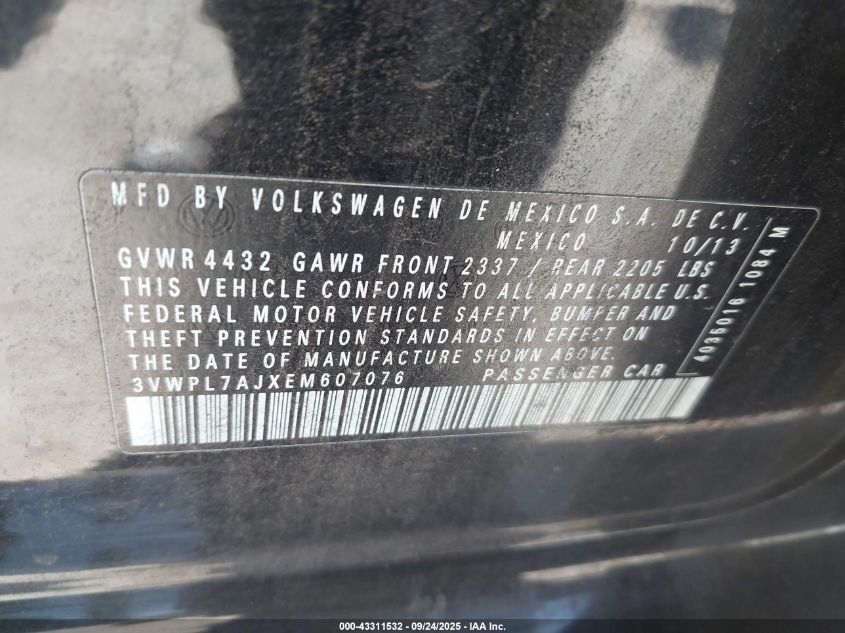 MFD BY VOLKSWAGEN DE MEXICO S.A. DE C.V.
MEXICO 10/13
GVWR 4432 GAWR FRONT 2337 / REAR 2205 LBS
THIS VEHICLE CONFORMS TO ALL APPLICABLE U.S.
FEDERAL MOTOR VEHICLE SAFETY, BUMPER AND
THEFT PREVENTION STANDARDS IN EFFECT ON
THE DATE OF MANUFACTURE SHOWN ABOVE.
3VWPL7AJXEM607076 PASSENGER CAR
4036016 1084 M
000-43311532 - 09/24/2025 - IAA Inc.